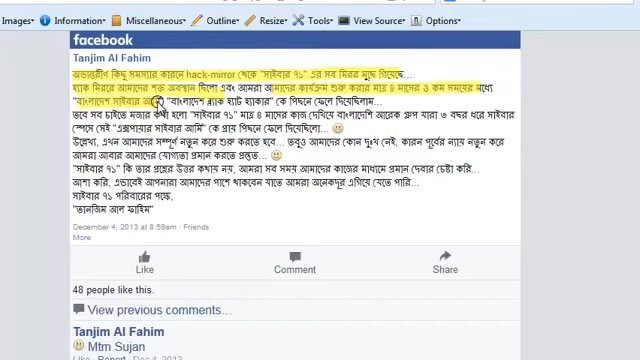 Images▾ Information▾ Miscellaneous▾ Outline▾ Resize▾ Tools▾ View Source▾ Options▾
facebook
Tanjim Al Fahim
অভ্যন্তরীণ কিছু সমস্যার কারনে hack-mirror থেকে "সাইবার ৭১" এর সব মিরর মুছে গিয়েছে...
হ্যাক মিররে আমাদের শক্ত অবস্থান ছিলো এবং আমরা আমাদের কার্যক্রম শুরু করার মাত্র ৪ মাসের ও কম সময়ের মধ্যে
"বাংলাদেশ সাইবার "বাংলাদেশ ব্ল্যাক হ্যাট হ্যাকার" কে পিছনে ফেলে দিয়েছিলাম...
তবে সব চাইতে মজার কথা হলো "সাইবার ৭১" মাত্র ৪ মাসের কাজ দেখিয়ে বাংলাদেশি আরেক গ্রুপ যারা ৩ বছর ধরে সাইবার
স্পেসে সেই "এক্সপায়ার সাইবার আর্মি" কে প্রায় পিছনে ফেলে দিয়েছিলো...
উল্লেখ্য, এখন আমাদের সম্পূর্ণ নতুন করে শুরু করতে হবে... তবুও আমাদের কোন দুঃখ নেই, কারন পূর্বের ন্যায় নতুন করে
আমরা আবার আমাদের যোগ্যতা প্রমান করতে প্রস্তুত...
"সাইবার ৭১" কি তার প্রশ্নের উত্তর কথায় নয়, আমরা সব সময় আমাদের কাজের মাধ্যমে প্রমান দেবার চেষ্টা করি...
আশা করি, এভাবেই আপনারা আমাদের পাশে থাকবেন যাতে আমরা অনেকদূর এগিয়ে যেতে পারি...
সাইবার ৭১ পরিবারের পক্ষে,
"তানজিম আল ফাহিম"
December 4, 2013 at 8:59am · Friends
More
Like Comment Share
48 people like this.
View previous comments...
Tanjim Al Fahim
Mtm Sujan
Like · Report · Dec 4, 2013